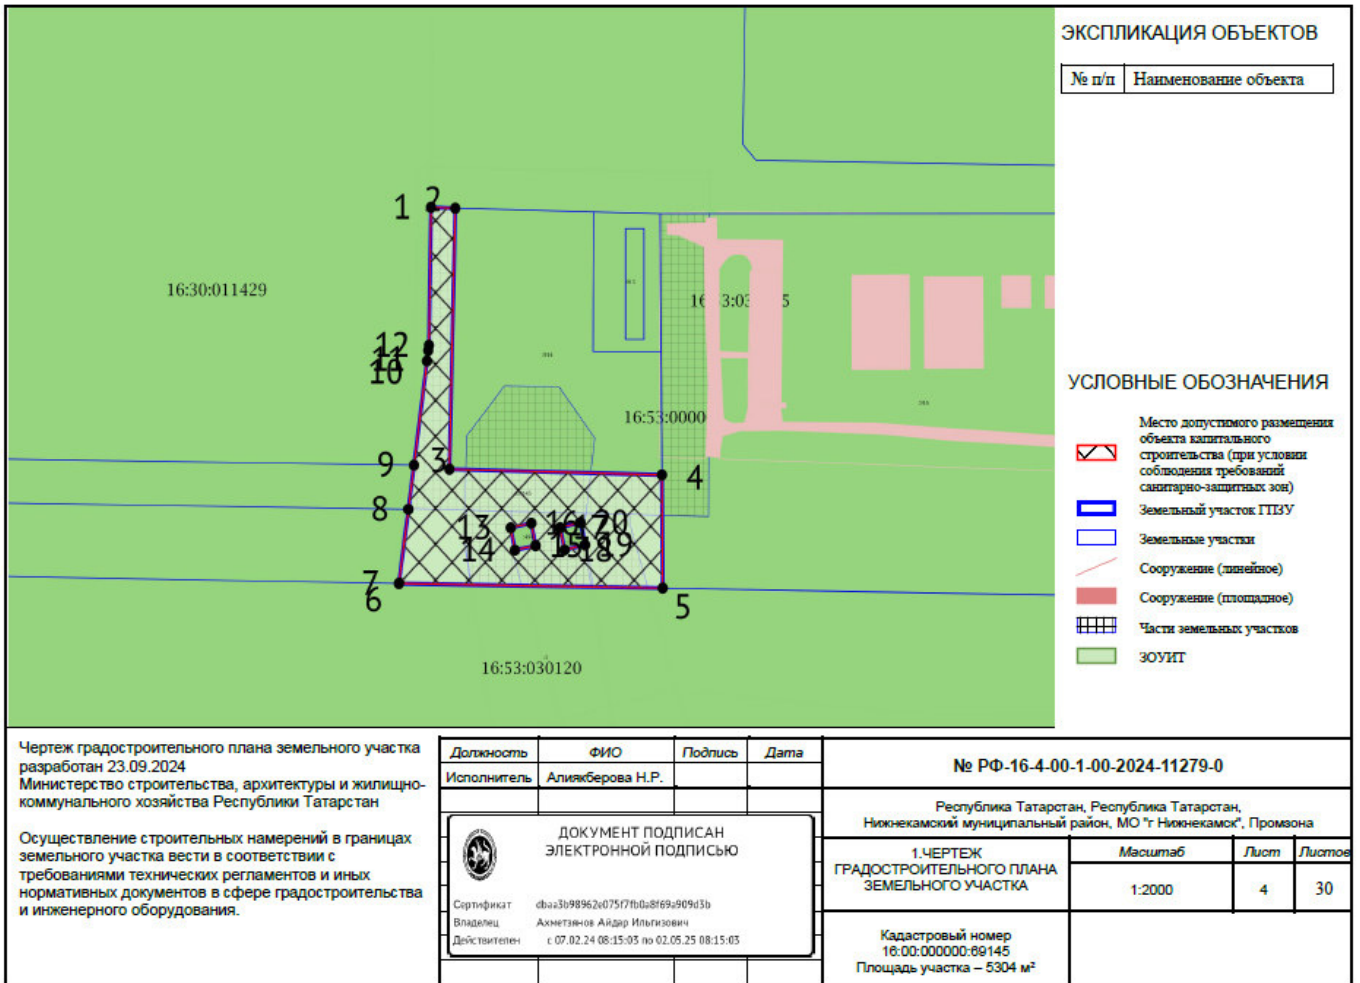 ЭКСПЛИКАЦИЯ ОБЪЕКТОВ
№ п/п Наименование объекта
1
2
16:30:011429
12
11
10
16:53:0000
9
3
4
8
13
14
16
17
20
15
18
19
7
6
5
16:53:030120
УСЛОВНЫЕ ОБОЗНАЧЕНИЯ
Место допустимого размещения
объекта капитального
строительства (при условии
соблюдения требований
санитарно-защитных зон)
Земельный участок ГПЗУ
Земельные участки
Сооружение (линейное)
Сооружение (площадное)
Части земельных участков
ЗОУИТ
Чертеж градостроительного плана земельного участка
разработан 23.09.2024
Министерство строительства, архитектуры и жилищно-
коммунального хозяйства Республики Татарстан
Осуществление строительных намерений в границах
земельного участка вести в соответствии с
требованиями технических регламентов и иных
нормативных документов в сфере градостроительства
и инженерного оборудования.
Должность ФИО Подпись Дата
Исполнитель Алиякберова Н.Р.
ДОКУМЕНТ ПОДПИСАН
ЭЛЕКТРОННОЙ ПОДПИСЬЮ
Сертификат dbaa3b98962e075f7fb0a8f69a909d3b
Владелец Ахметзянов Айдар Ильгизович
Действителен с 07.02.24 08:15:03 по 02.05.25 08:15:03
№ РФ-16-4-00-1-00-2024-11279-0
Республика Татарстан, Республика Татарстан,
Нижнекамский муниципальный район, МО "г Нижнекамск", Промзона
1.ЧЕРТЕЖ
ГРАДОСТРОИТЕЛЬНОГО ПЛАНА
ЗЕМЕЛЬНОГО УЧАСТКА
Масштаб Лист Листов
1:2000 4 30
Кадастровый номер
16:00:000000:69145
Площадь участка – 5304 м²